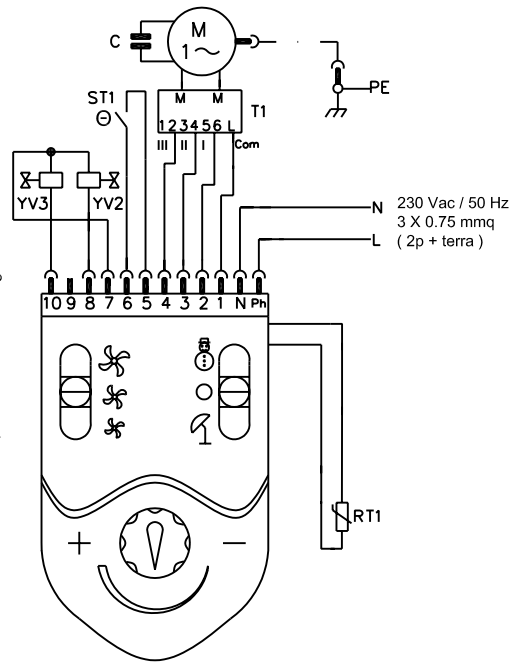 M
C
1
ST1
M M
T1
1 2 3 4 5 6 L
III II I Com
PE
YV3 YV2
N 230 Vac / 50 Hz
3 X 0.75 mmq
L ( 2p + terra )
10 9 8 7 6 5 4 3 2 1 N Ph
RT1
+ −